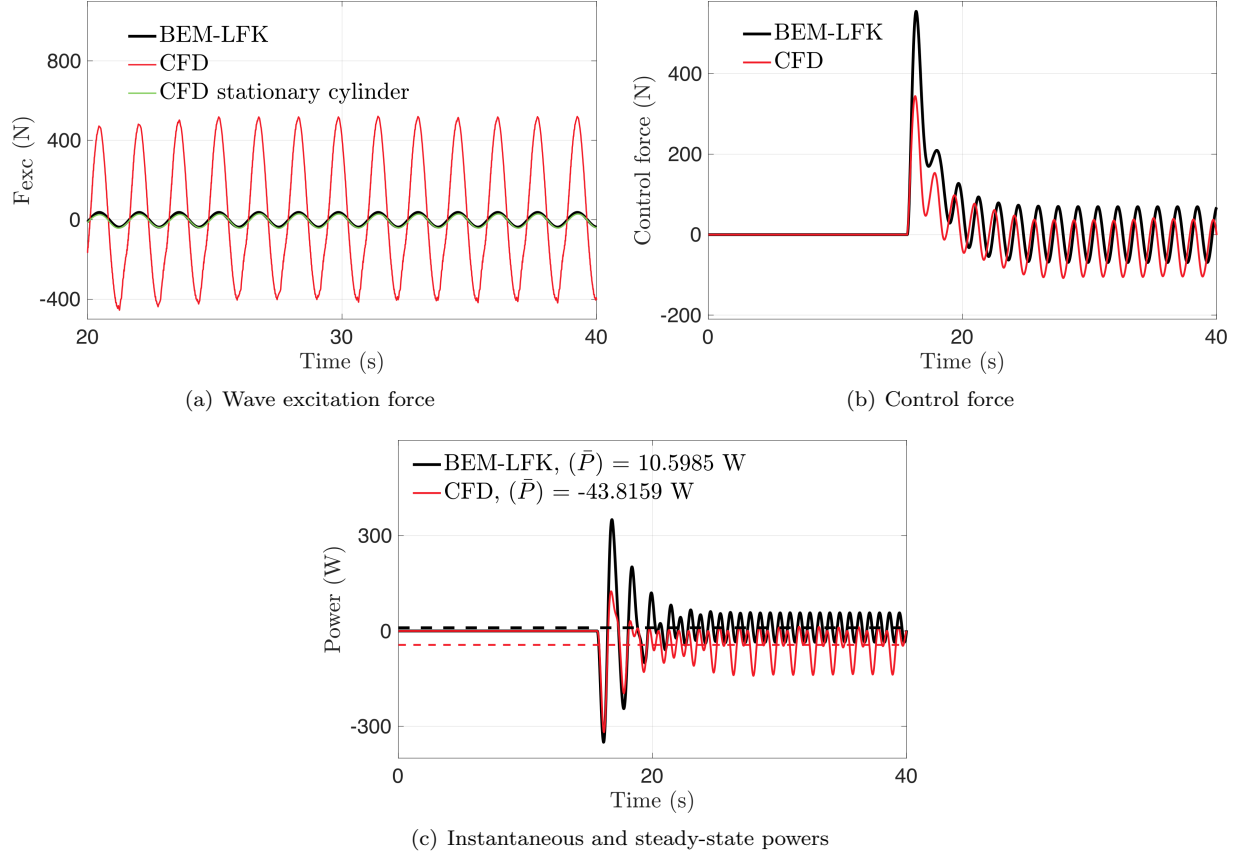 BEM-LFK
CFD
CFD stationary cylinder
Fexc (N)
800
400
0
-400
20
30
40
Time (s)
(a) Wave excitation force
BEM-LFK
CFD
Control force (N)
400
200
0
-200
0
20
40
Time (s)
(b) Control force
BEM-LFK, (P̄) = 10.5985 W
CFD, (P̄) = -43.8159 W
Power (W)
300
0
-300
0
20
40
Time (s)
(c) Instantaneous and steady-state powers